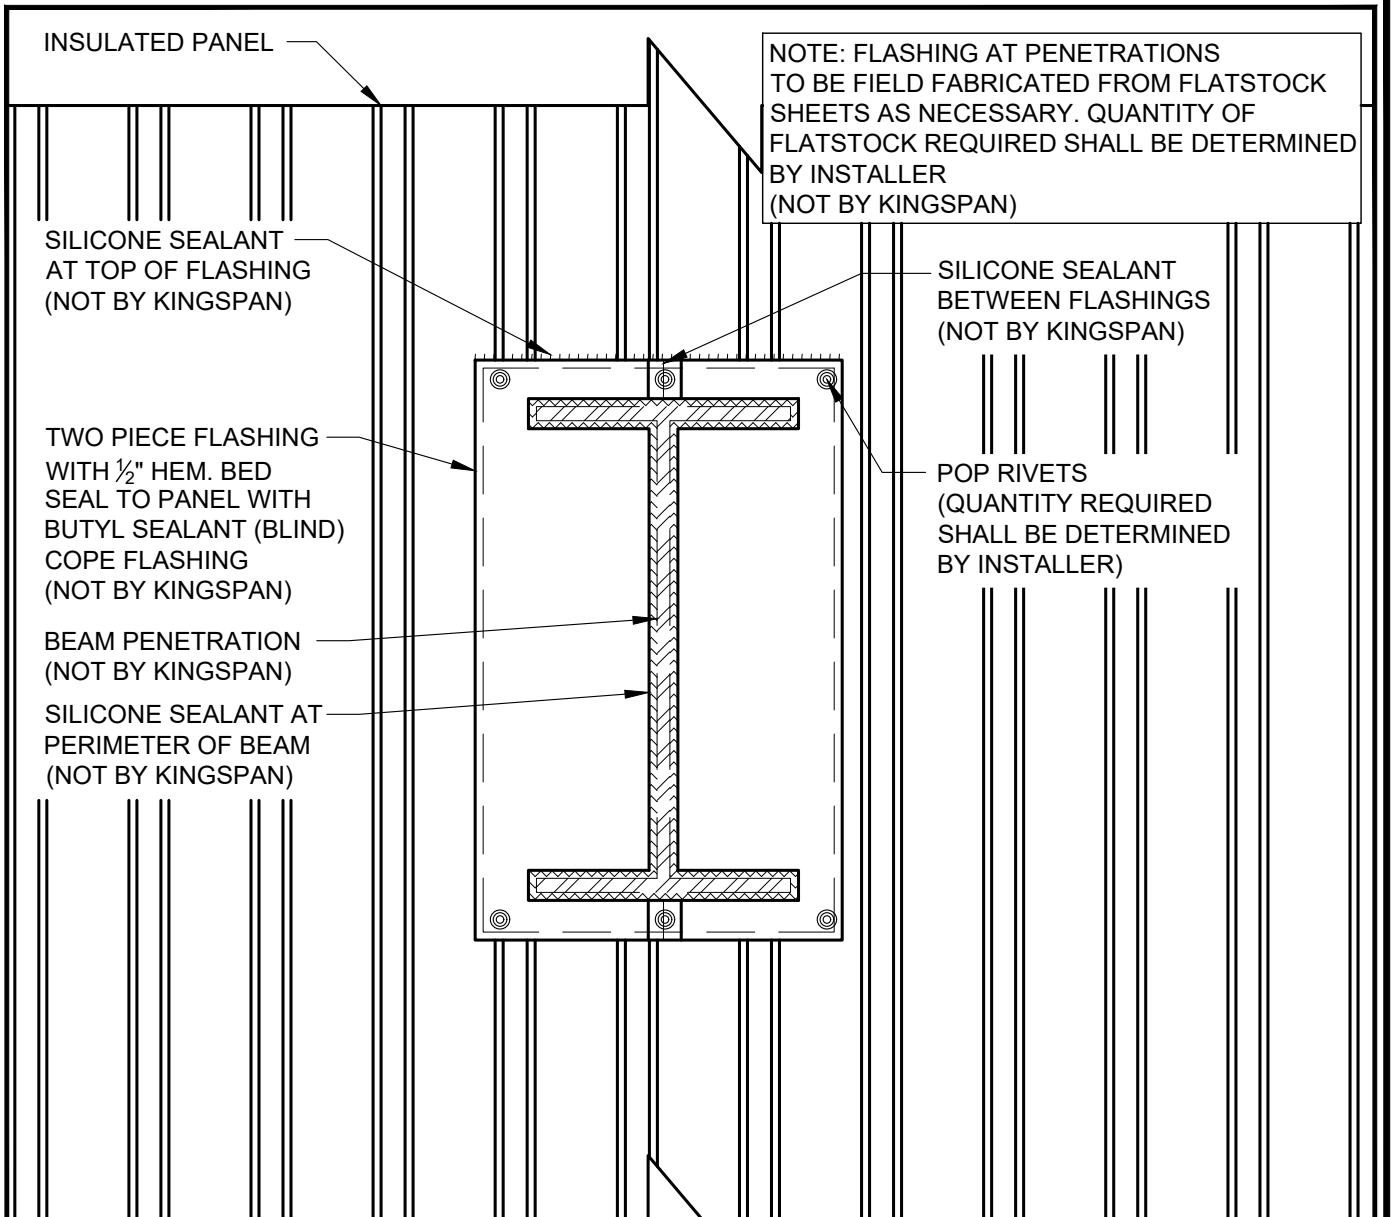 INSULATED PANEL
NOTE: FLASHING AT PENETRATIONS
TO BE FIELD FABRICATED FROM FLATSTOCK
SHEETS AS NECESSARY. QUANTITY OF
FLATSTOCK REQUIRED SHALL BE DETERMINED
BY INSTALLER
(NOT BY KINGSPAN)
SILICONE SEALANT
AT TOP OF FLASHING
(NOT BY KINGSPAN)
SILICONE SEALANT
BETWEEN FLASHINGS
(NOT BY KINGSPAN)
TWO PIECE FLASHING
WITH ½" HEM. BED
SEAL TO PANEL WITH
BUTYL SEALANT (BLIND)
COPE FLASHING
(NOT BY KINGSPAN)
POP RIVETS
(QUANTITY REQUIRED
SHALL BE DETERMINED
BY INSTALLER)
BEAM PENETRATION
(NOT BY KINGSPAN)
SILICONE SEALANT AT
PERIMETER OF BEAM
(NOT BY KINGSPAN)